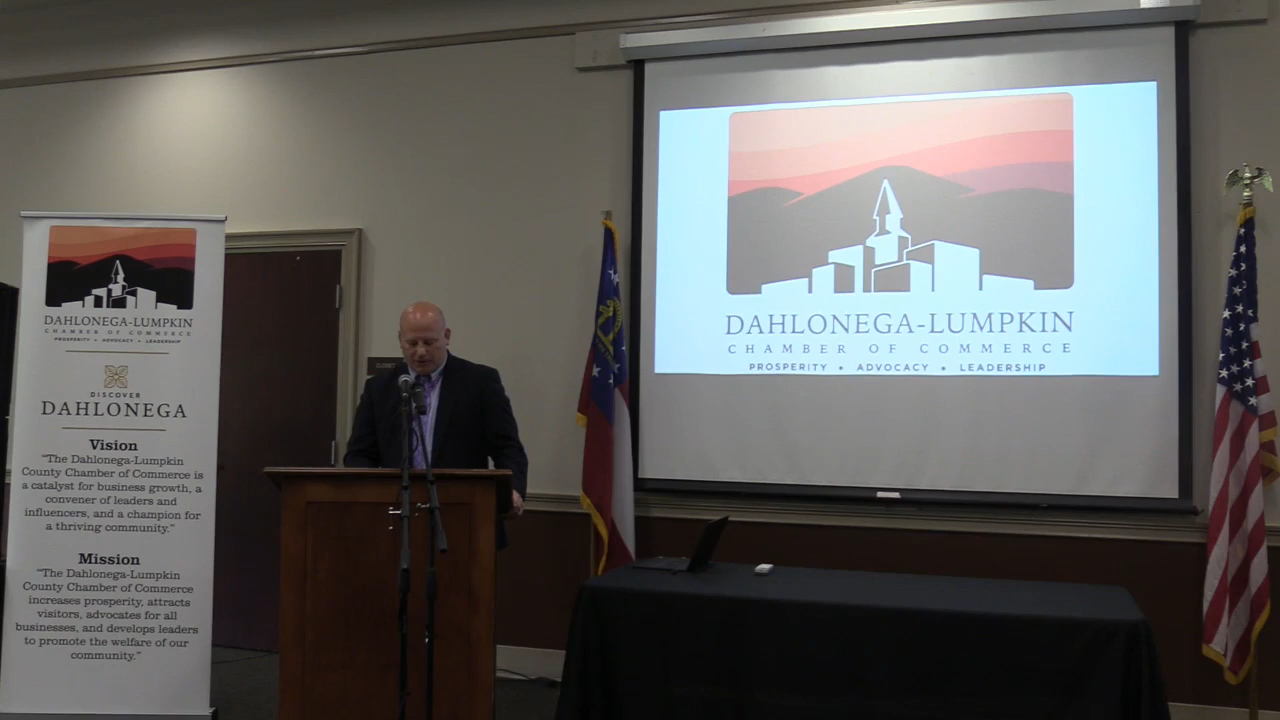 DAHLONEGA-LUMPKIN
CHAMBER OF COMMERCE
PROSPERITY • ADVOCACY • LEADERSHIP
DISCOVER
DAHLONEGA
Vision
"The Dahlonega-Lumpkin
County Chamber of Commerce is
a catalyst for business growth, a
convener of leaders and
influencers, and a champion for
a thriving community."
Mission
"The Dahlonega-Lumpkin
County Chamber of Commerce
increases prosperity, attracts
visitors, advocates for all
businesses, and develops leaders
to promote the welfare of our
community."
CLOSET
DAHLONEGA-LUMPKIN
CHAMBER OF COMMERCE
PROSPERITY • ADVOCACY • LEADERSHIP